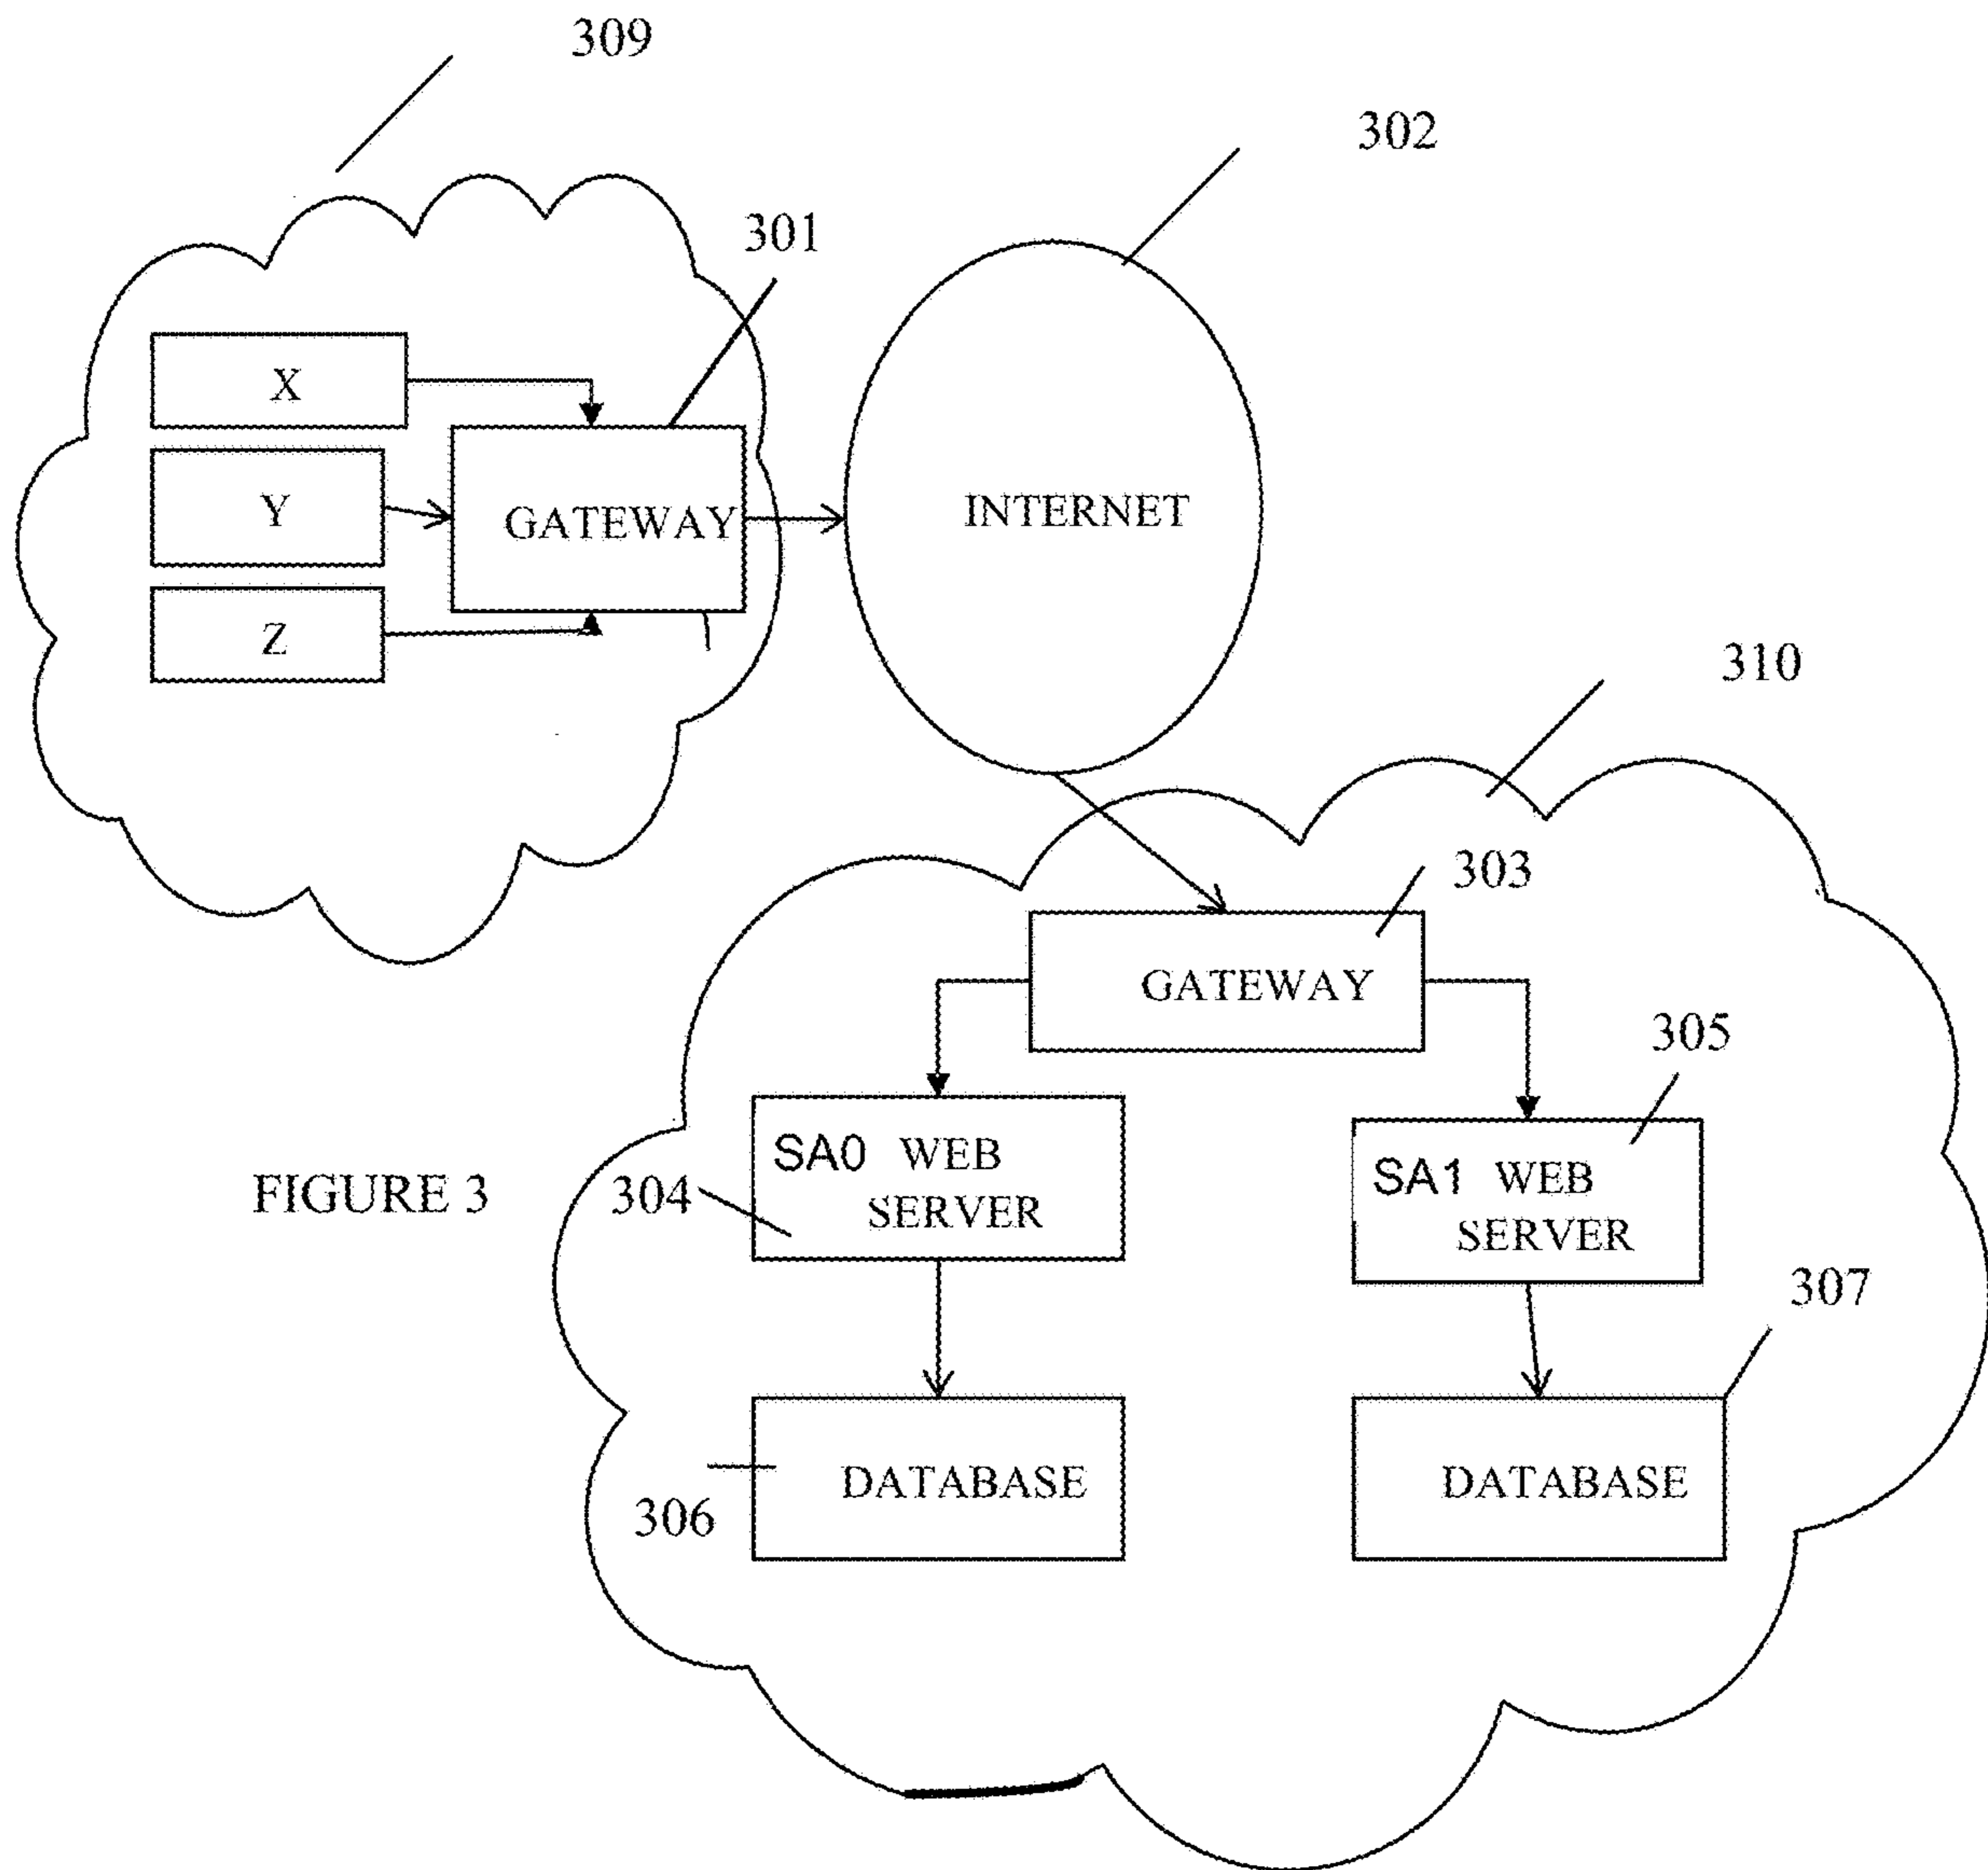 309
302
301
X
Y
GATEWAY
INTERNET
Z
310
303
GATEWAY
305
SA0 WEB
SERVER
SA1 WEB
SERVER
FIGURE 3
304
307
DATABASE
DATABASE
306